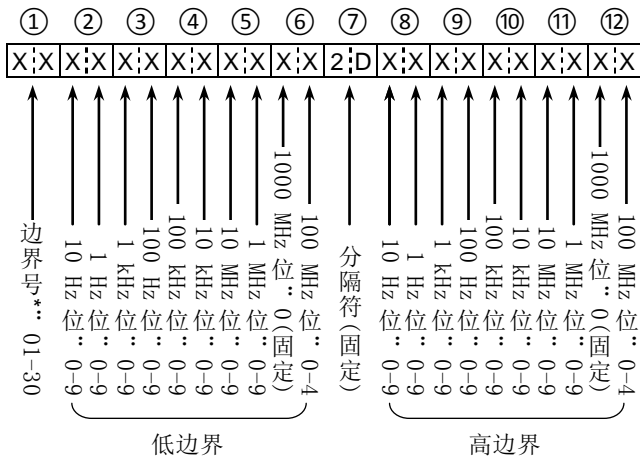 ① ② ③ ④ ⑤ ⑥ ⑦ ⑧ ⑨ ⑩ ⑪ ⑫
X X X X X X X X X X X X 2 D X X X X X X X X X X
边界号*: 01-30
10 Hz 位: 0-9
1 Hz 位: 0-9
1 kHz 位: 0-9
100 Hz 位: 0-9
100 kHz 位: 0-9
10 kHz 位: 0-9
10 MHz 位: 0-9
1 MHz 位: 0-9
1000 MHz 位: 0(固定)
100 MHz 位: 0-4
分隔符(固定)
10 Hz 位: 0-9
1 Hz 位: 0-9
1 kHz 位: 0-9
100 Hz 位: 0-9
100 kHz 位: 0-9
10 kHz 位: 0-9
10 MHz 位: 0-9
1 MHz 位: 0-9
1000 MHz 位: 0(固定)
100 MHz 位: 0-4
低边界
高边界